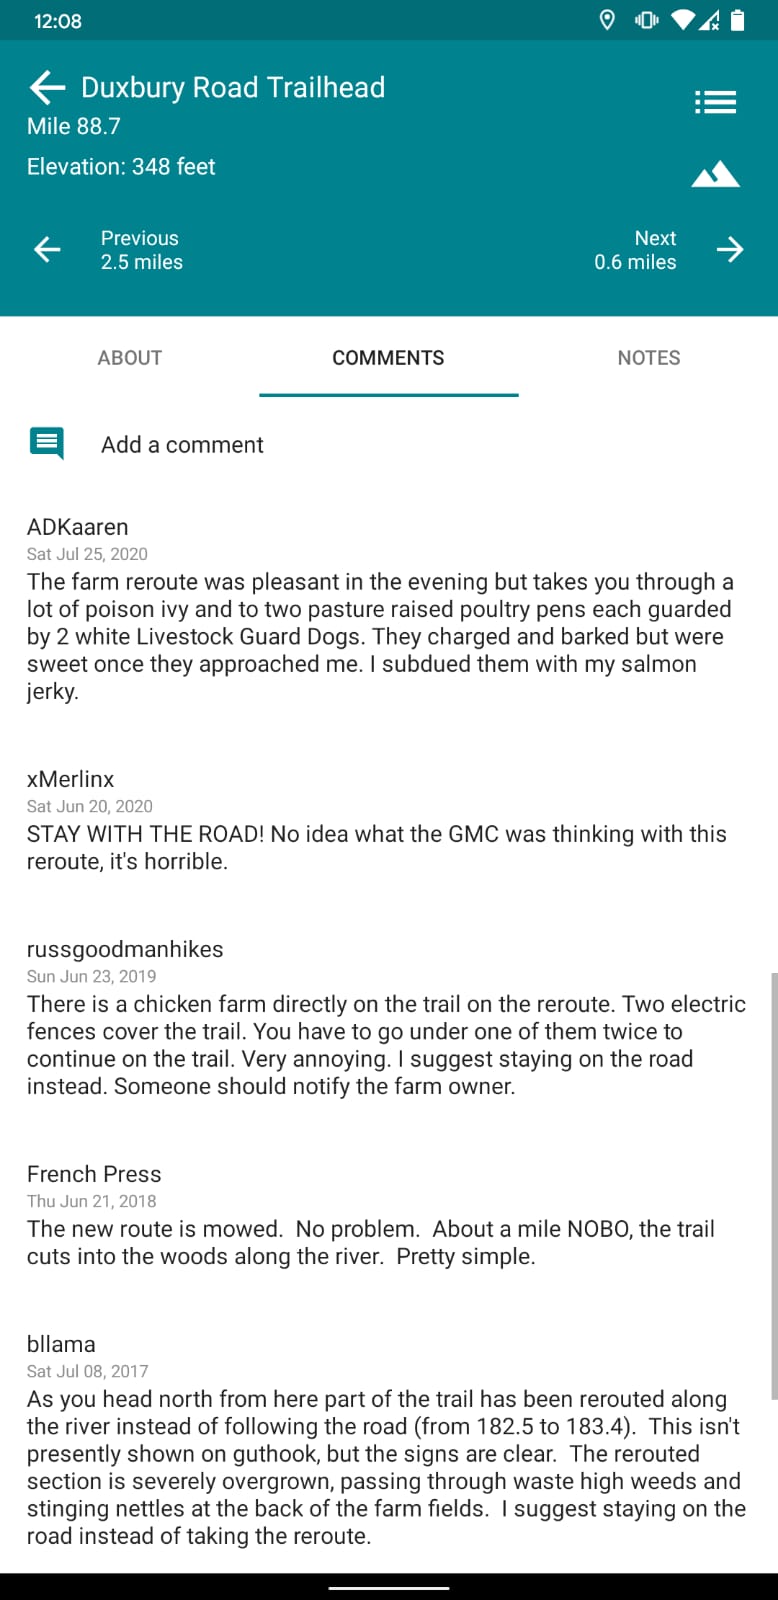 12:08
Duxbury Road Trailhead
Mile 88.7
Elevation: 348 feet
Previous
2.5 miles
Next
0.6 miles
ABOUT
COMMENTS
NOTES
Add a comment
ADKaaren
Sat Jul 25, 2020
The farm reroute was pleasant in the evening but takes you through a
lot of poison ivy and to two pasture raised poultry pens each guarded
by 2 white Livestock Guard Dogs. They charged and barked but were
sweet once they approached me. I subdued them with my salmon
jerky.
xMerlinx
Sat Jun 20, 2020
STAY WITH THE ROAD! No idea what the GMC was thinking with this
reroute, it's horrible.
russgoodmanhikes
Sun Jun 23, 2019
There is a chicken farm directly on the trail on the reroute. Two electric
fences cover the trail. You have to go under one of them twice to
continue on the trail. Very annoying. I suggest staying on the road
instead. Someone should notify the farm owner.
French Press
Thu Jun 21, 2018
The new route is mowed.  No problem.  About a mile NOBO, the trail
cuts into the woods along the river.  Pretty simple.
bllama
Sat Jul 08, 2017
As you head north from here part of the trail has been rerouted along
the river instead of following the road (from 182.5 to 183.4).  This isn't
presently shown on guthook, but the signs are clear.  The rerouted
section is severely overgrown, passing through waste high weeds and
stinging nettles at the back of the farm fields.  I suggest staying on the
road instead of taking the reroute.